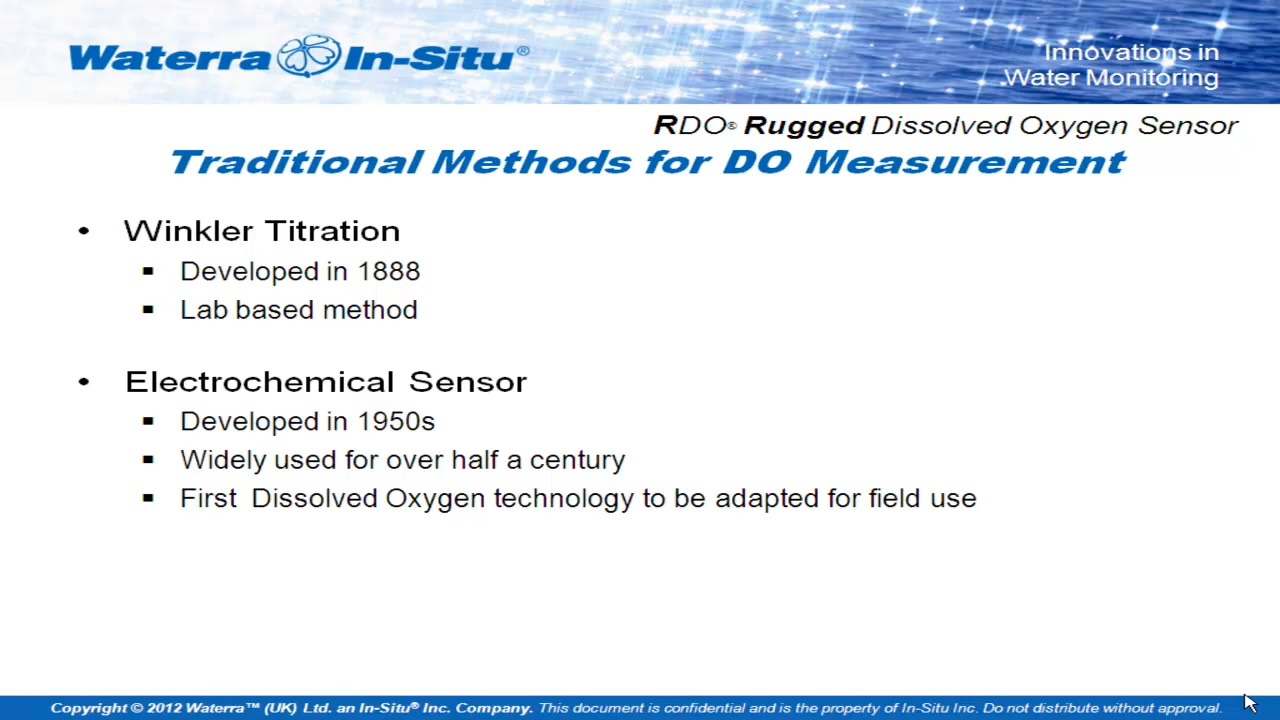 Waterra In-Situ®
Innovations in
Water Monitoring
RDO® Rugged Dissolved Oxygen Sensor
Traditional Methods for DO Measurement
• Winkler Titration
▪ Developed in 1888
▪ Lab based method
• Electrochemical Sensor
▪ Developed in 1950s
▪ Widely used for over half a century
▪ First Dissolved Oxygen technology to be adapted for field use
Copyright © 2012 Waterra™ (UK) Ltd. an In-Situ® Inc. Company. This document is confidential and is the property of In-Situ Inc. Do not distribute without approval.